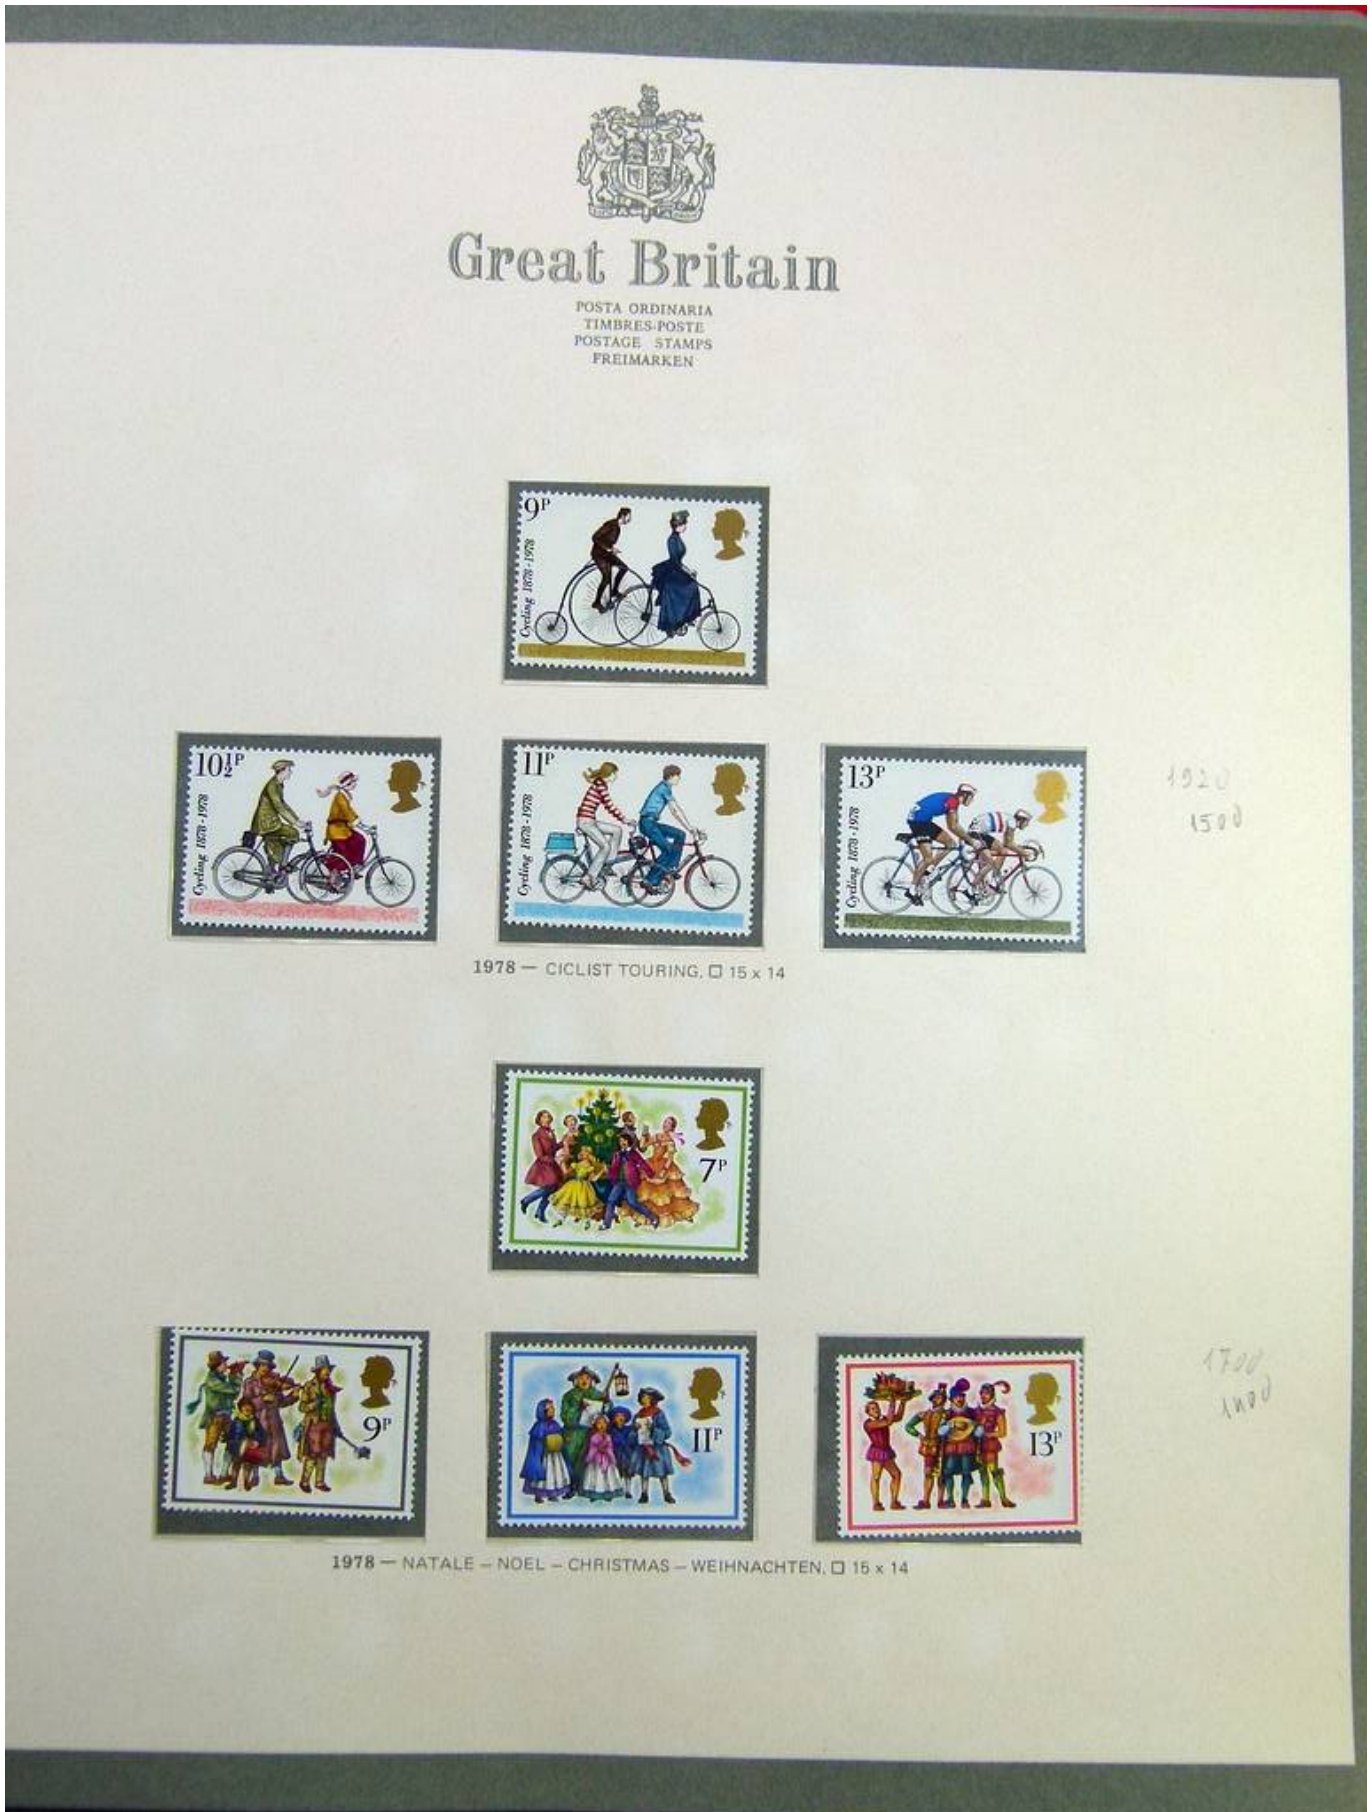 Great Britain
POSTA ORDINARIA
TIMBRES-POSTE
POSTAGE STAMPS
FREIMARKEN
9P
Cycling 1878-1978
10½P
Cycling 1878-1978
11P
Cycling 1878-1978
13P
Cycling 1878-1978
1920
1500
1978 — CICLIST TOURING. □ 15 x 14
7P
9P
11P
13P
1700
1400
1978 — NATALE — NOEL — CHRISTMAS — WEIHNACHTEN. □ 15 x 14